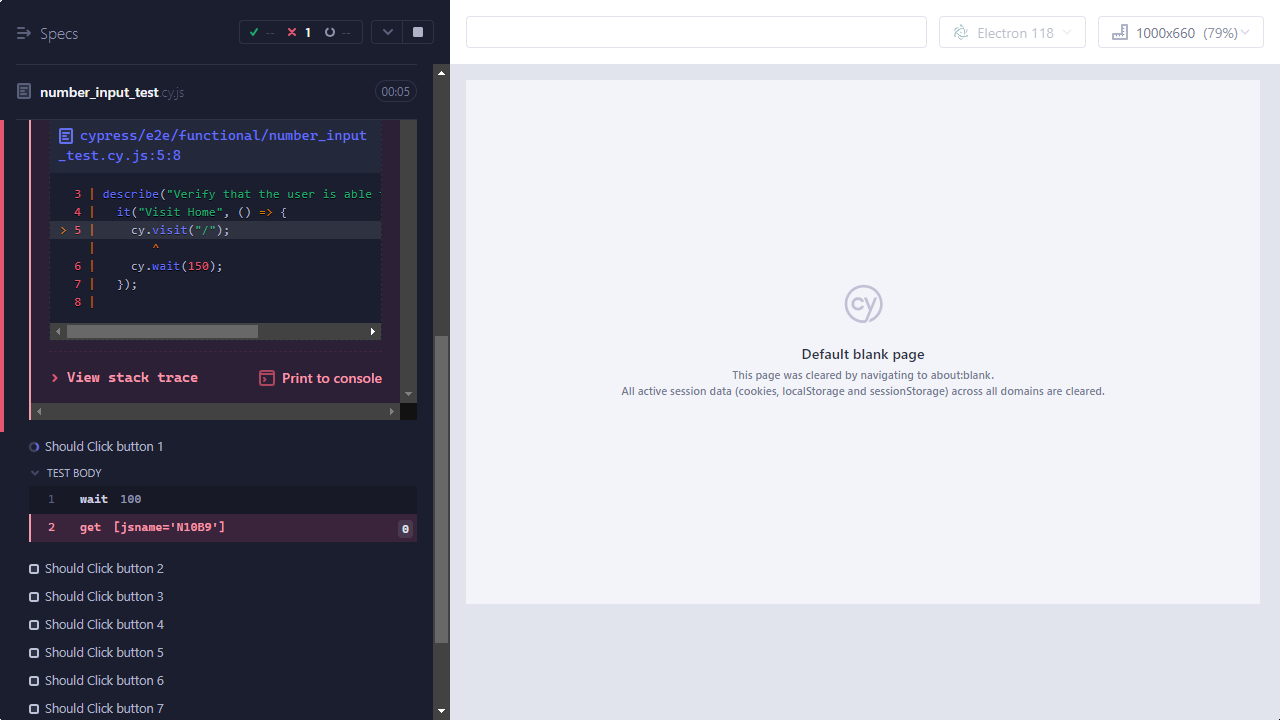 Specs
-- 1 --
number_input_test.cy.js 00:05
cypress/e2e/functional/number_input
_test.cy.js:5:8
3 | describe("Verify that the user is able
4 | it("Visit Home", () => {
> 5 | cy.visit("/");
| ^
6 | cy.wait(150);
7 | });
8 |
> View stack trace Print to console
Should Click button 1
TEST BODY
1 wait 100
2 get [jsname='N10B9'] 0
Should Click button 2
Should Click button 3
Should Click button 4
Should Click button 5
Should Click button 6
Should Click button 7
Electron 118
1000x660 (79%)
cy
Default blank page
This page was cleared by navigating to about:blank.
All active session data (cookies, localStorage and sessionStorage) across all domains are cleared.